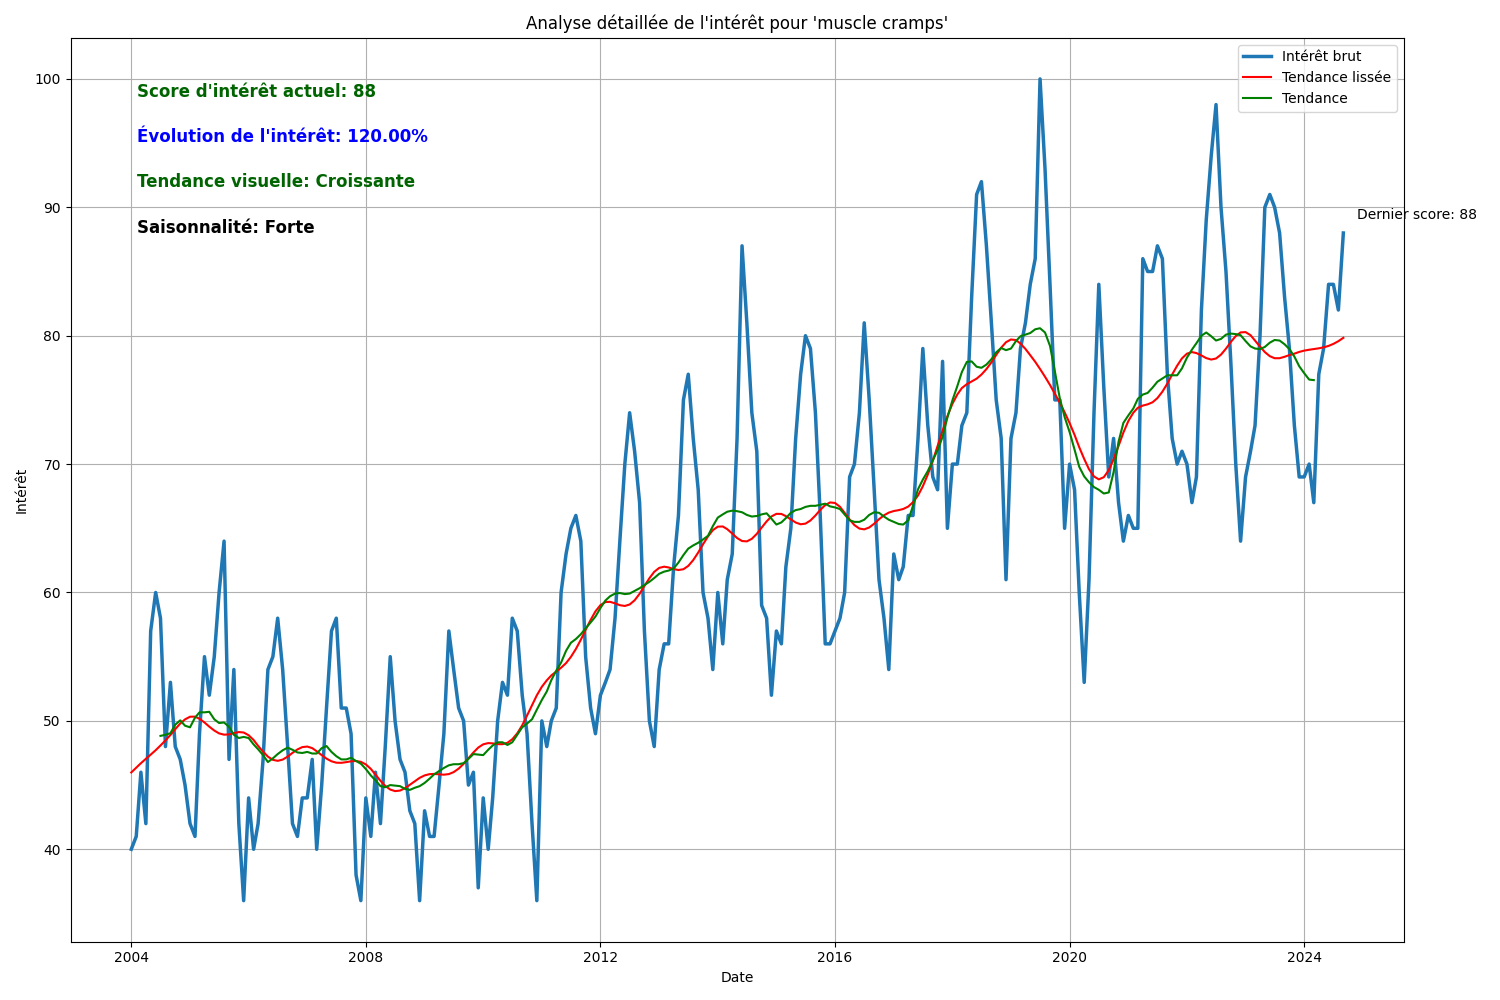 Analyse détaillée de l'intérêt pour 'muscle cramps'
Intérêt brut
Tendance lissée
Tendance
Score d'intérêt actuel: 88
Évolution de l'intérêt: 120.00%
Tendance visuelle: Croissante
Saisonnalité: Forte
Dernier score: 88
100
90
80
70
60
50
40
Intérêt
2004
2008
2012
2016
2020
2024
Date